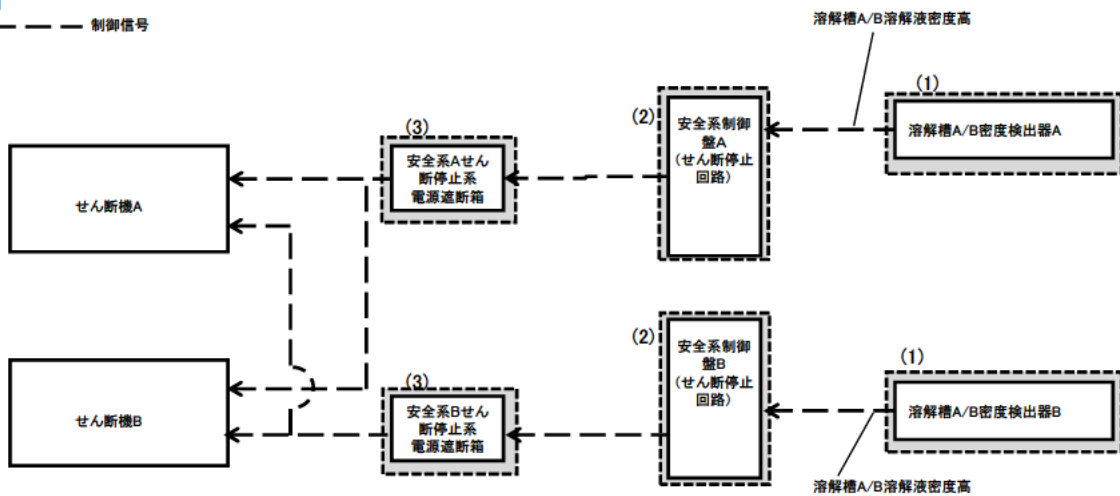 制御信号
溶解槽A/B溶解液密度高
(1)
溶解槽A/B密度検出器A
(2)
安全系制御
盤A
(せん断停止
回路)
(3)
安全系Aせん
断停止系
電源遮断箱
せん断機A
せん断機B
(3)
安全系Bせん
断停止系
電源遮断箱
(2)
安全系制御
盤B
(せん断停止
回路)
(1)
溶解槽A/B密度検出器B
溶解槽A/B溶解液密度高